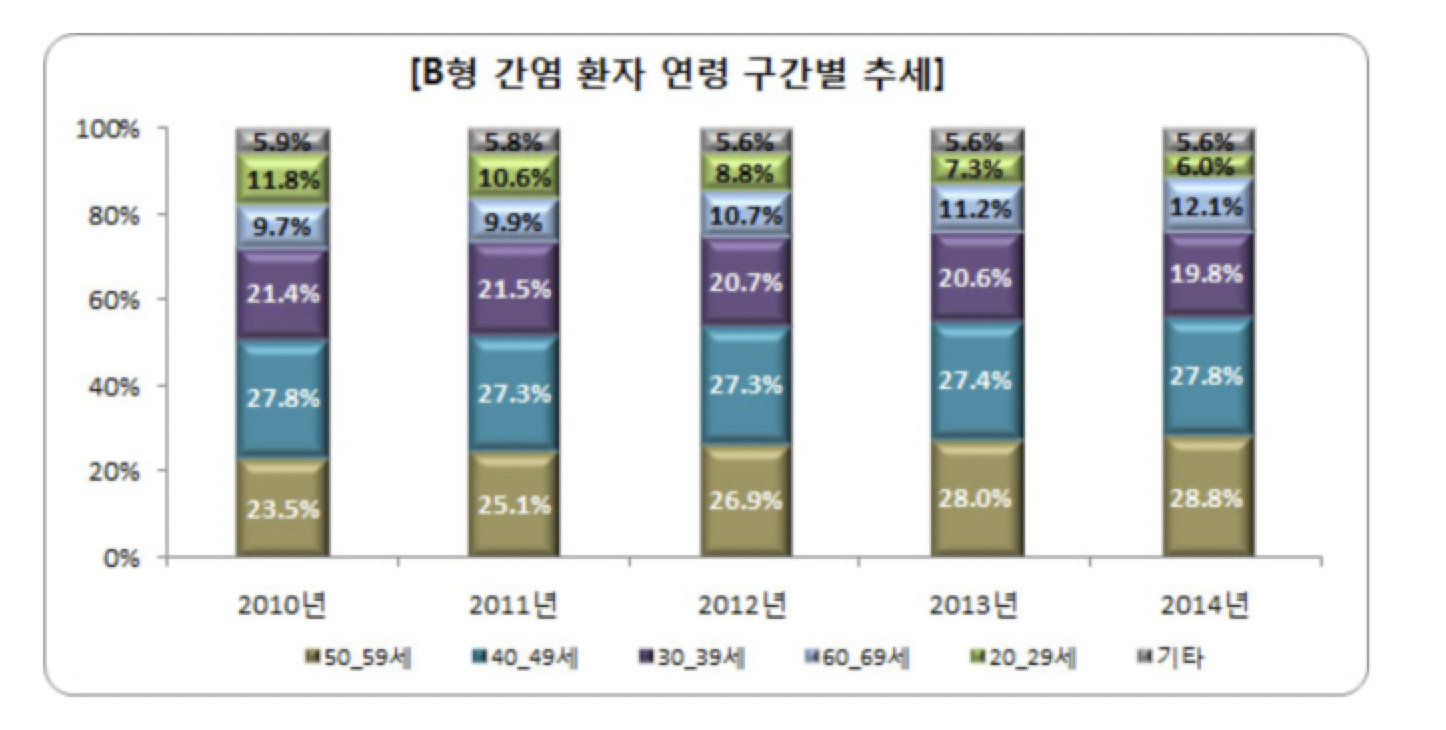 [B형 간염 환자 연령 구간별 추세]
100%
80%
60%
40%
20%
0%
5.9% 5.8% 5.6% 5.6% 5.6%
11.8% 10.6% 8.8% 7.3% 6.0%
9.7% 9.9% 10.7% 11.2% 12.1%
21.4% 21.5% 20.7% 20.6% 19.8%
27.8% 27.3% 27.3% 27.4% 27.8%
23.5% 25.1% 26.9% 28.0% 28.8%
2010년 2011년 2012년 2013년 2014년
50_59세 40_49세 30_39세 60_69세 20_29세 기타